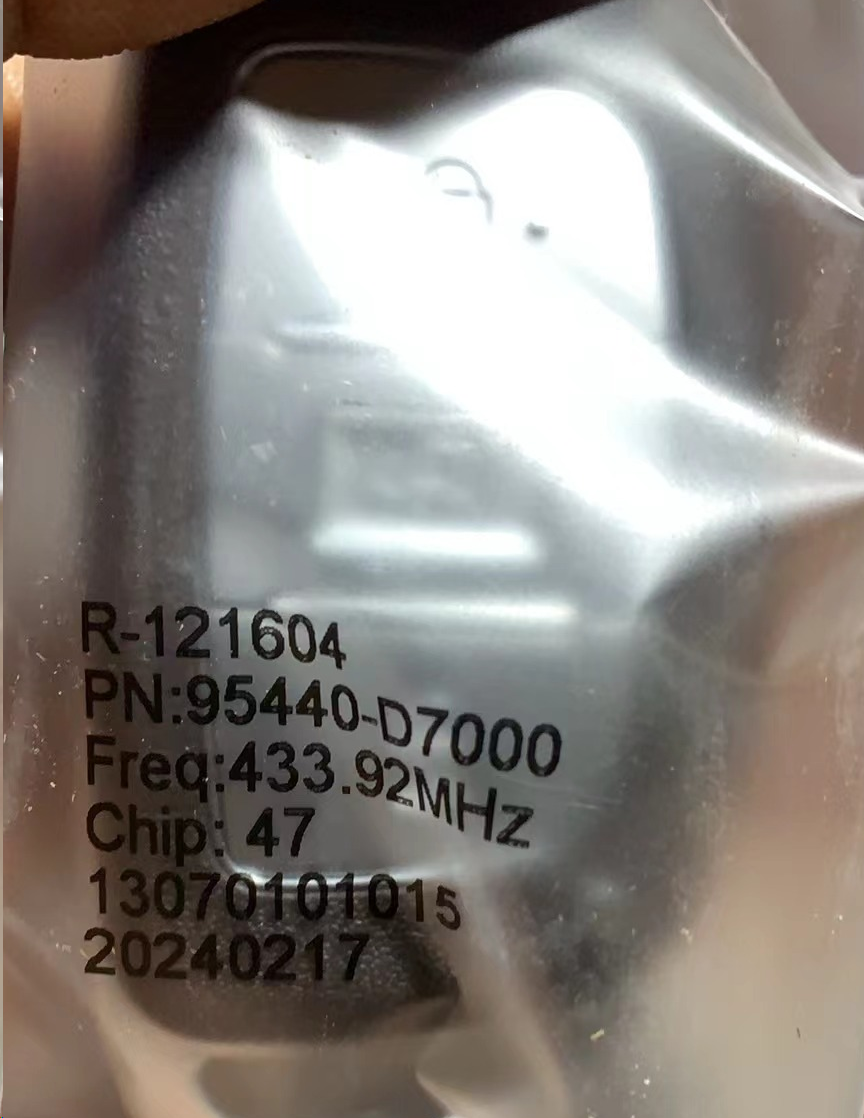 R-121604
PN:95440-D7000
Freq:433.92MHz
Chip: 47
13070101015
20240217